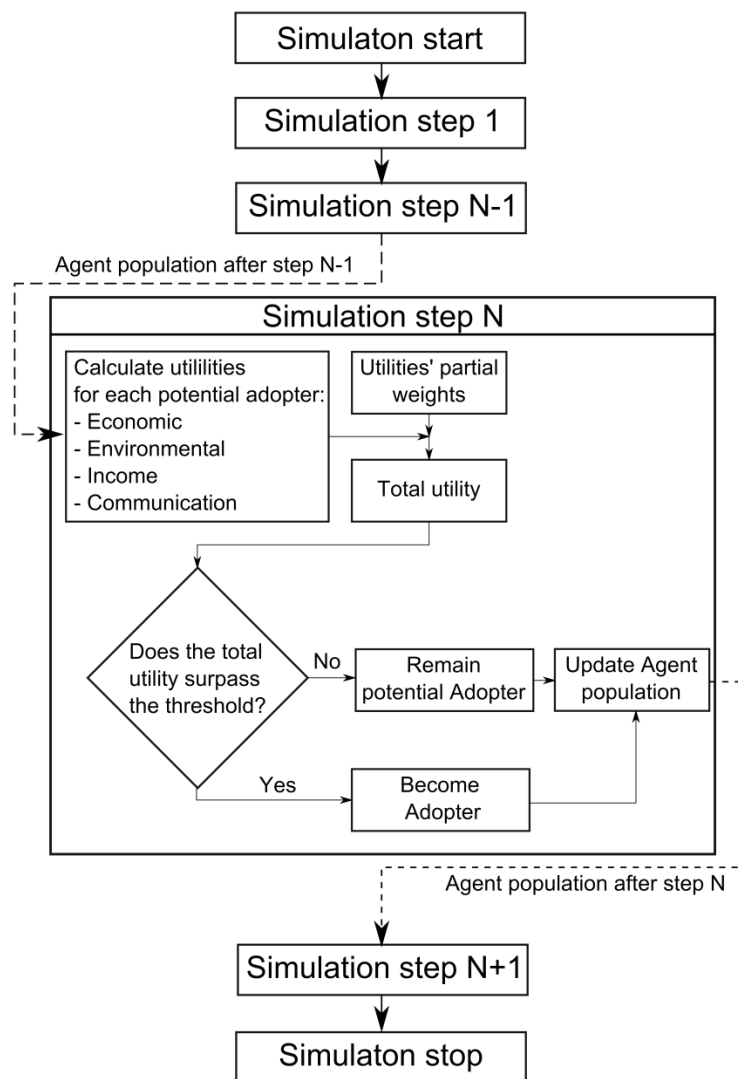 Simulaton start
Simulation step 1
Simulation step N-1
Agent population after step N-1
Simulation step N
Calculate utililities
for each potential adopter:
- Economic
- Environmental
- Income
- Communication
Utilities' partial
weights
Total utility
Does the total
utility surpass
the threshold?
No
Remain
potential Adopter
Update Agent
population
Yes
Become
Adopter
Agent population after step N
Simulation step N+1
Simulaton stop